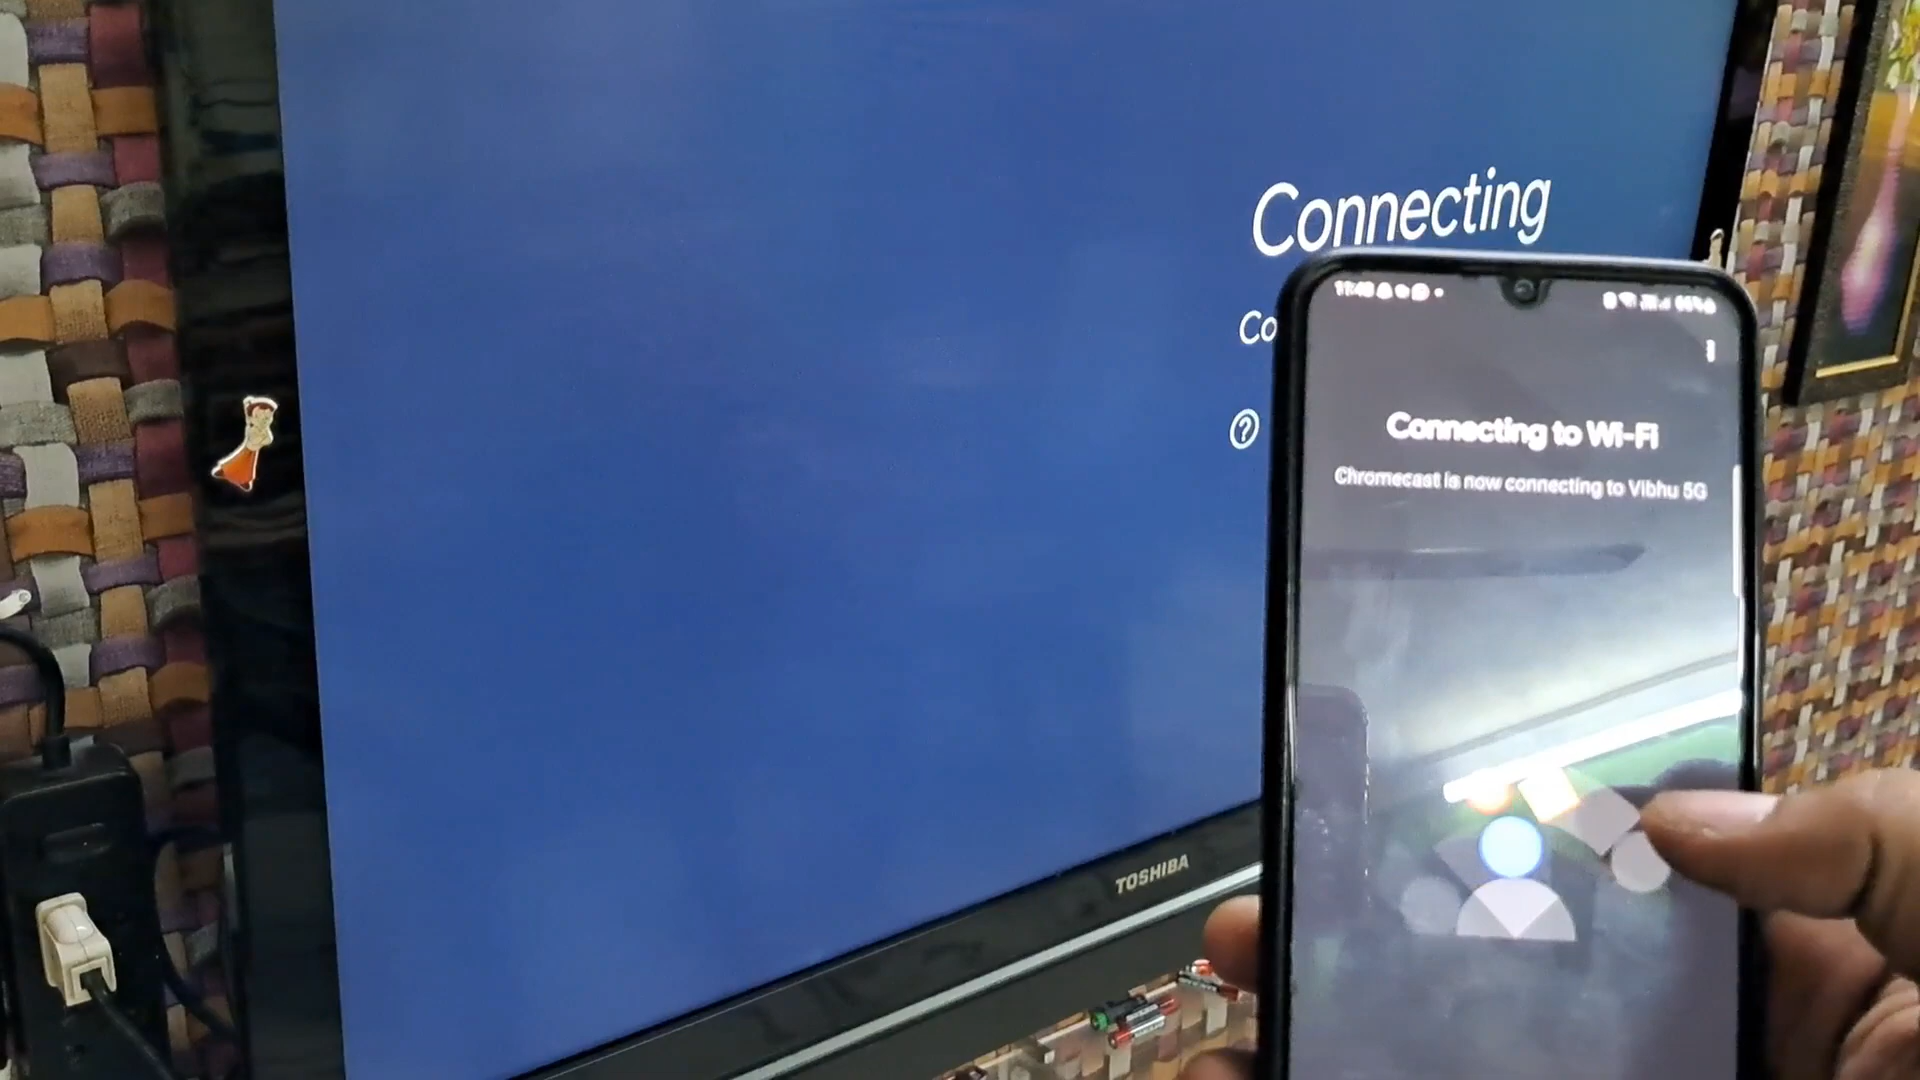 Connecting
Co
Connecting to Wi-Fi
Chromecast is now connecting to Vibhu 5G
TOSHIBA